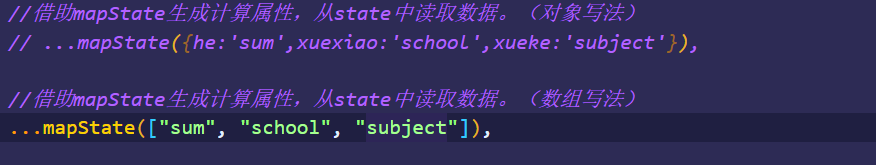 //借助mapState生成计算属性，从state中读取数据。（对象写法）
// ...mapState({he:'sum',xuexiao:'school',xueke:'subject'}),
//借助mapState生成计算属性，从state中读取数据。（数组写法）
...mapState(["sum", "school", "subject"]),